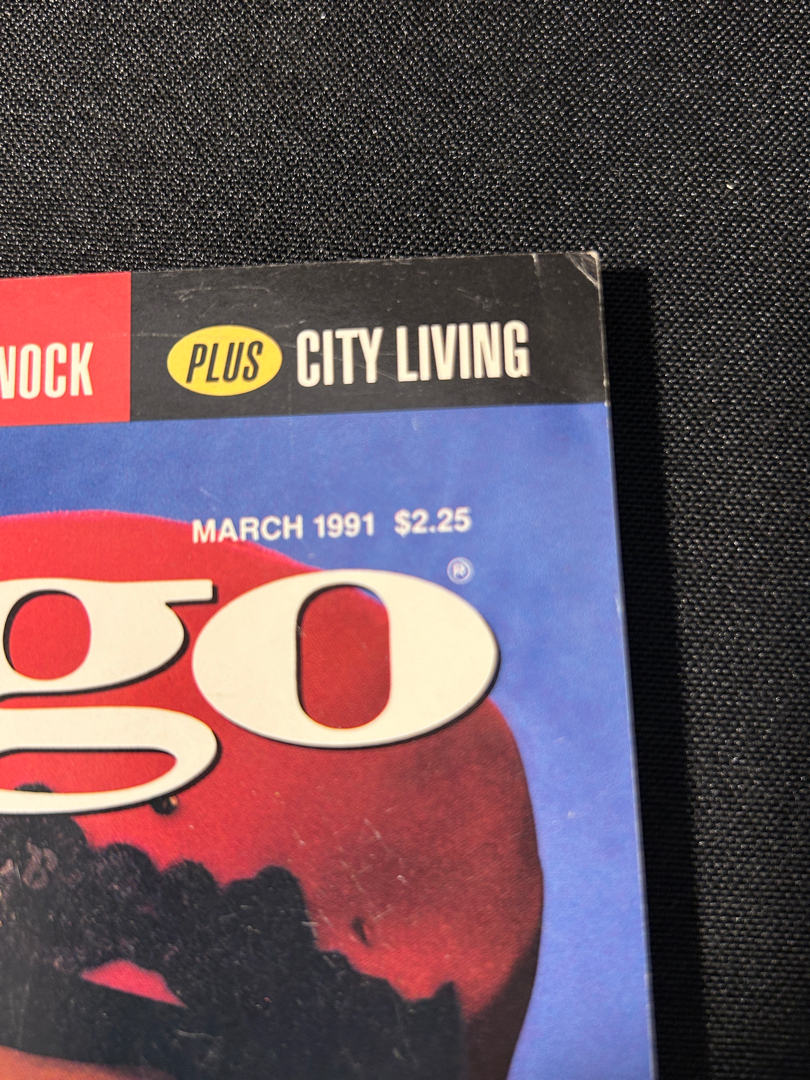 NOCK
PLUS CITY LIVING
MARCH 1991 $2.25
go®